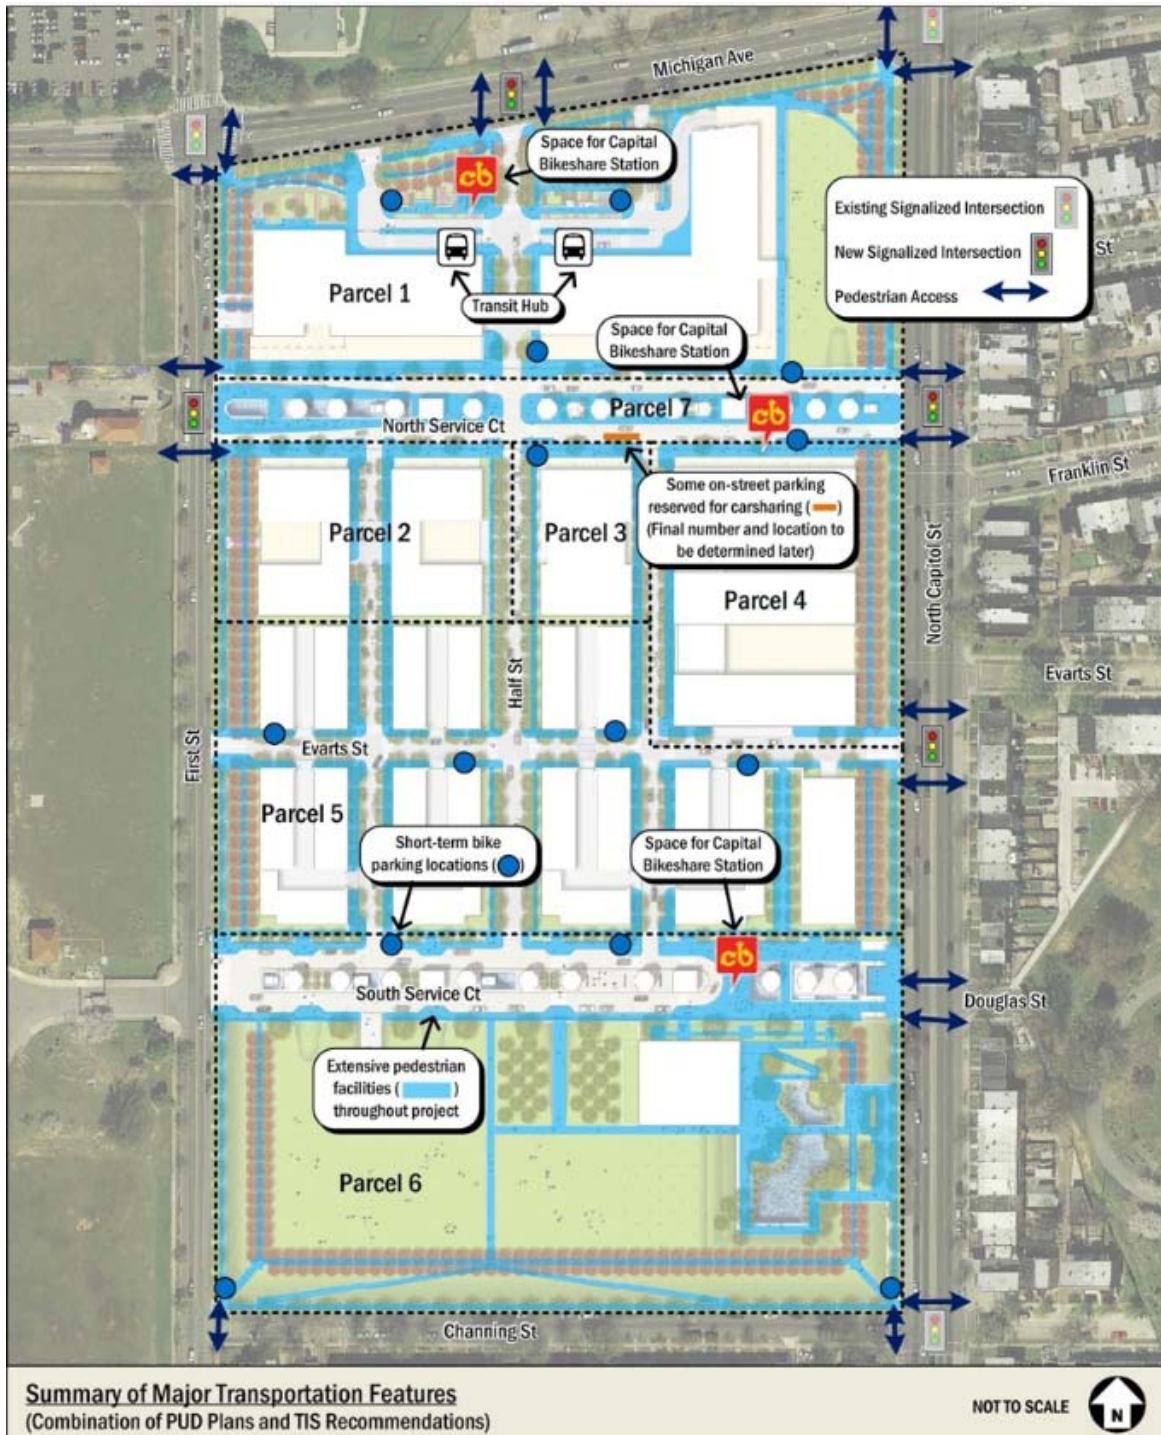 Michigan Ave
Space for Capital
Bikeshare Station
cb
Existing Signalized Intersection
New Signalized Intersection
St
Pedestrian Access
Parcel 1
Transit Hub
Space for Capital
Bikeshare Station
cb
Parcel 7
North Service Ct
Franklin St
Some on-street parking
reserved for carsharing ( )
(Final number and location to
be determined later)
Parcel 2
Parcel 3
Parcel 4
North Capitol St
Evarts St
Half St
First St
Evarts St
Parcel 5
Short-term bike
parking locations ( )
Space for Capital
Bikeshare Station
cb
South Service Ct
Douglas St
Extensive pedestrian
facilities ( )
throughout project
Parcel 6
Channing St
Summary of Major Transportation Features
(Combination of PUD Plans and TIS Recommendations)
NOT TO SCALE
N